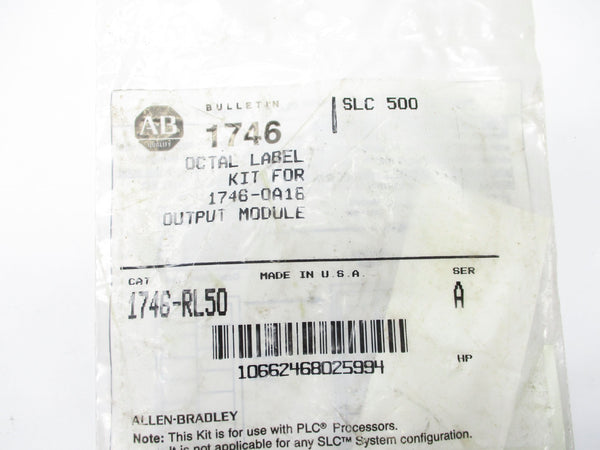 AB
QUALITY
BULLETIN
1746
SLC 500
OCTAL LABEL
KIT FOR
1746-OA16
OUTPUT MODULE
CAT
MADE IN U.S.A.
SER
1746-RL50
A
10662468025994
HP
ALLEN-BRADLEY
Note: This Kit is for use with PLC® Processors.
It is not applicable for any SLC™ System configuration.